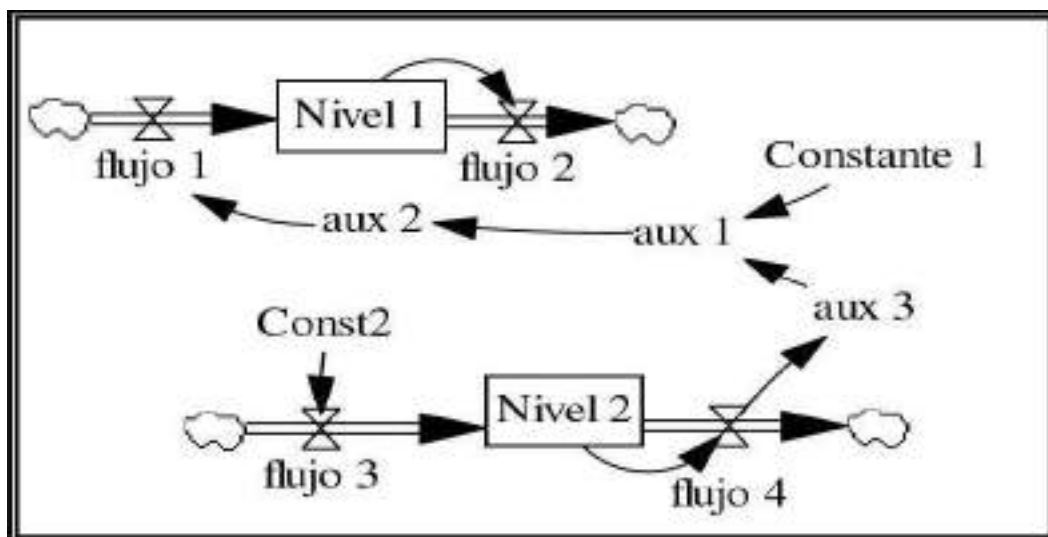 Nivel 1
flujo 1
flujo 2
Constante 1
aux 2
aux 1
aux 3
Const2
Nivel 2
flujo 3
flujo 4